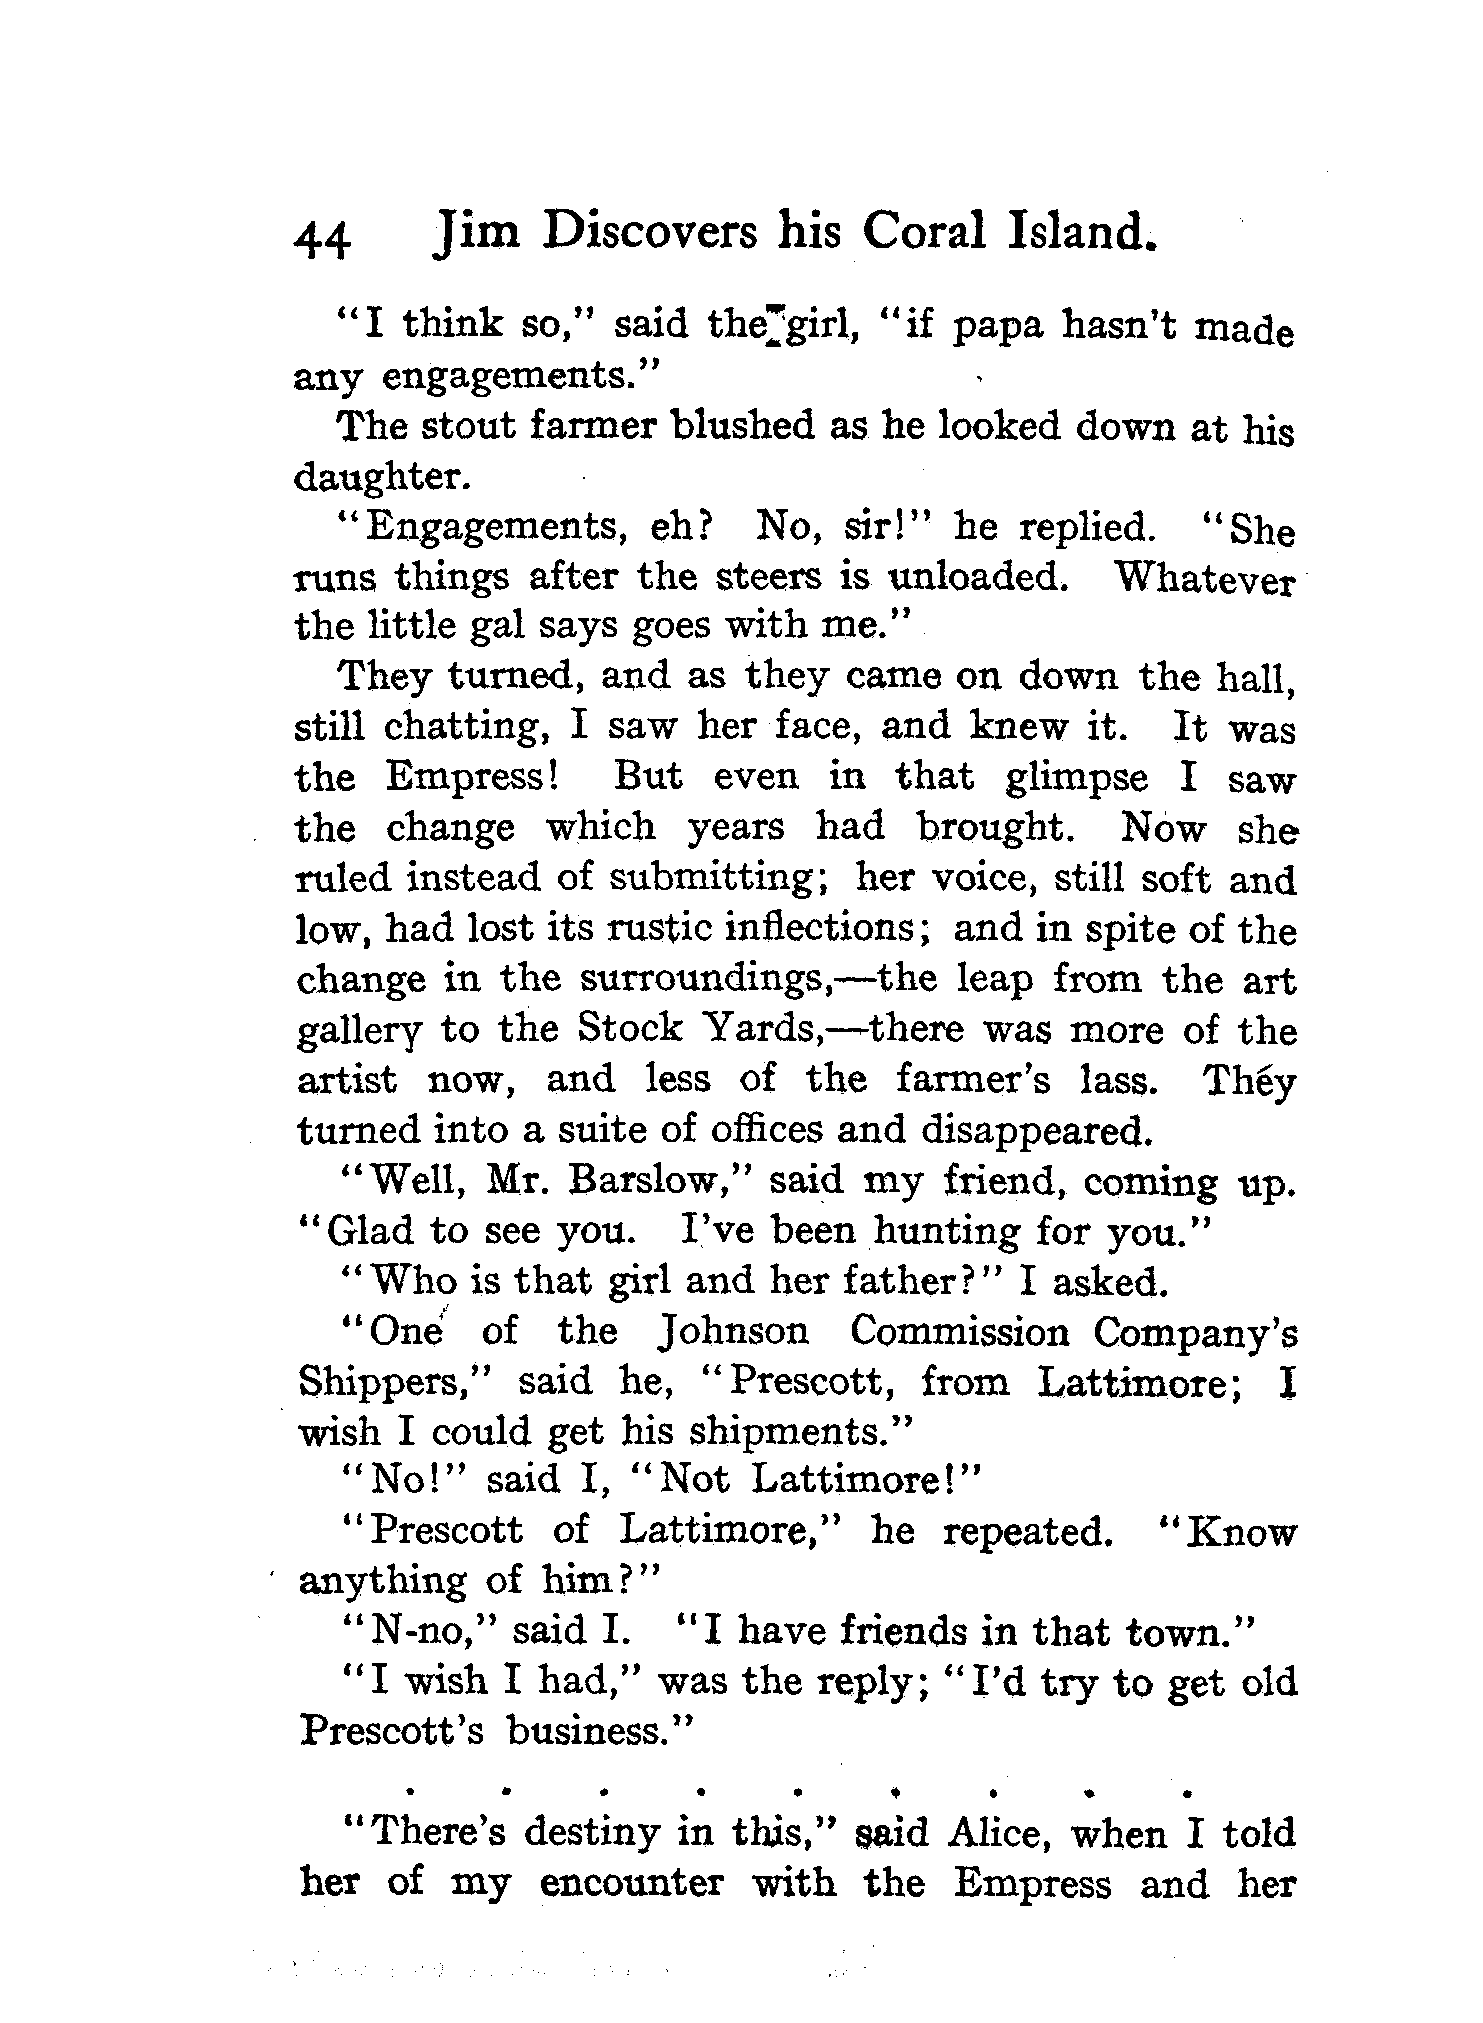 44 Jim Discovers his Coral Island.
"I think so," said the girl, "if papa hasn't made
any engagements."
The stout farmer blushed as he looked down at his
daughter.
"Engagements, eh? No, sir!" he replied. "She
runs things after the steers is unloaded. Whatever
the little gal says goes with me."
They turned, and as they came on down the hall,
still chatting, I saw her face, and knew it. It was
the Empress! But even in that glimpse I saw
the change which years had brought. Now she
ruled instead of submitting; her voice, still soft and
low, had lost its rustic inflections; and in spite of the
change in the surroundings,—the leap from the art
gallery to the Stock Yards,—there was more of the
artist now, and less of the farmer's lass. They
turned into a suite of offices and disappeared.
"Well, Mr. Barslow," said my friend, coming up.
"Glad to see you. I've been hunting for you."
"Who is that girl and her father?" I asked.
"One of the Johnson Commission Company's
Shippers," said he, "Prescott, from Lattimore; I
wish I could get his shipments."
"No!" said I, "Not Lattimore!"
"Prescott of Lattimore," he repeated. "Know
anything of him?"
"N-no," said I. "I have friends in that town."
"I wish I had," was the reply; "I'd try to get old
Prescott's business."
. . . . . . . . .
"There's destiny in this," said Alice, when I told
her of my encounter with the Empress and her